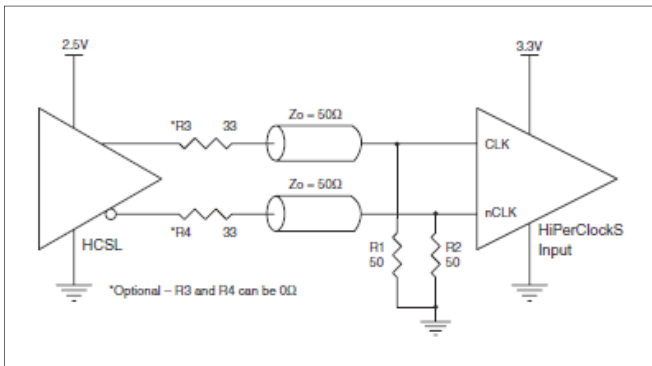 2.5V
3.3V
*R3 33
Zo = 50Ω
CLK
Zo = 50Ω
nCLK
*R4 33
HCSL
HiPerClockS
Input
R1
50
R2
50
*Optional – R3 and R4 can be 0Ω